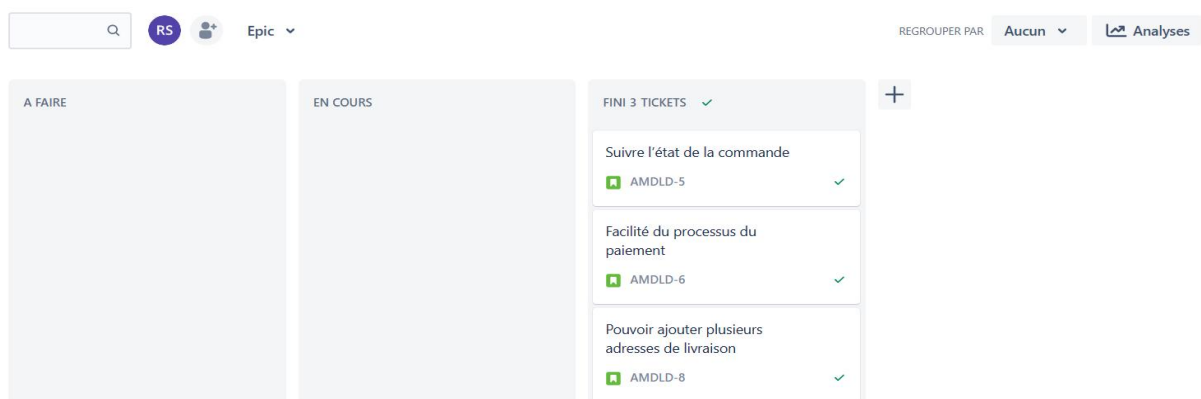 RS
Epic
REGROUPER PAR
Aucun
Analyses
A FAIRE
EN COURS
FINI 3 TICKETS
Suivre l'état de la commande
AMDLD-5
Facilité du processus du
paiement
AMDLD-6
Pouvoir ajouter plusieurs
adresses de livraison
AMDLD-8